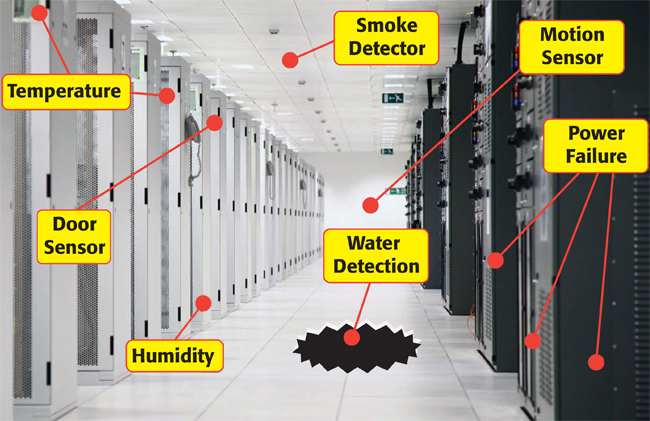 Smoke
Detector
Motion
Sensor
Temperature
Power
Failure
Door
Sensor
Water
Detection
Humidity